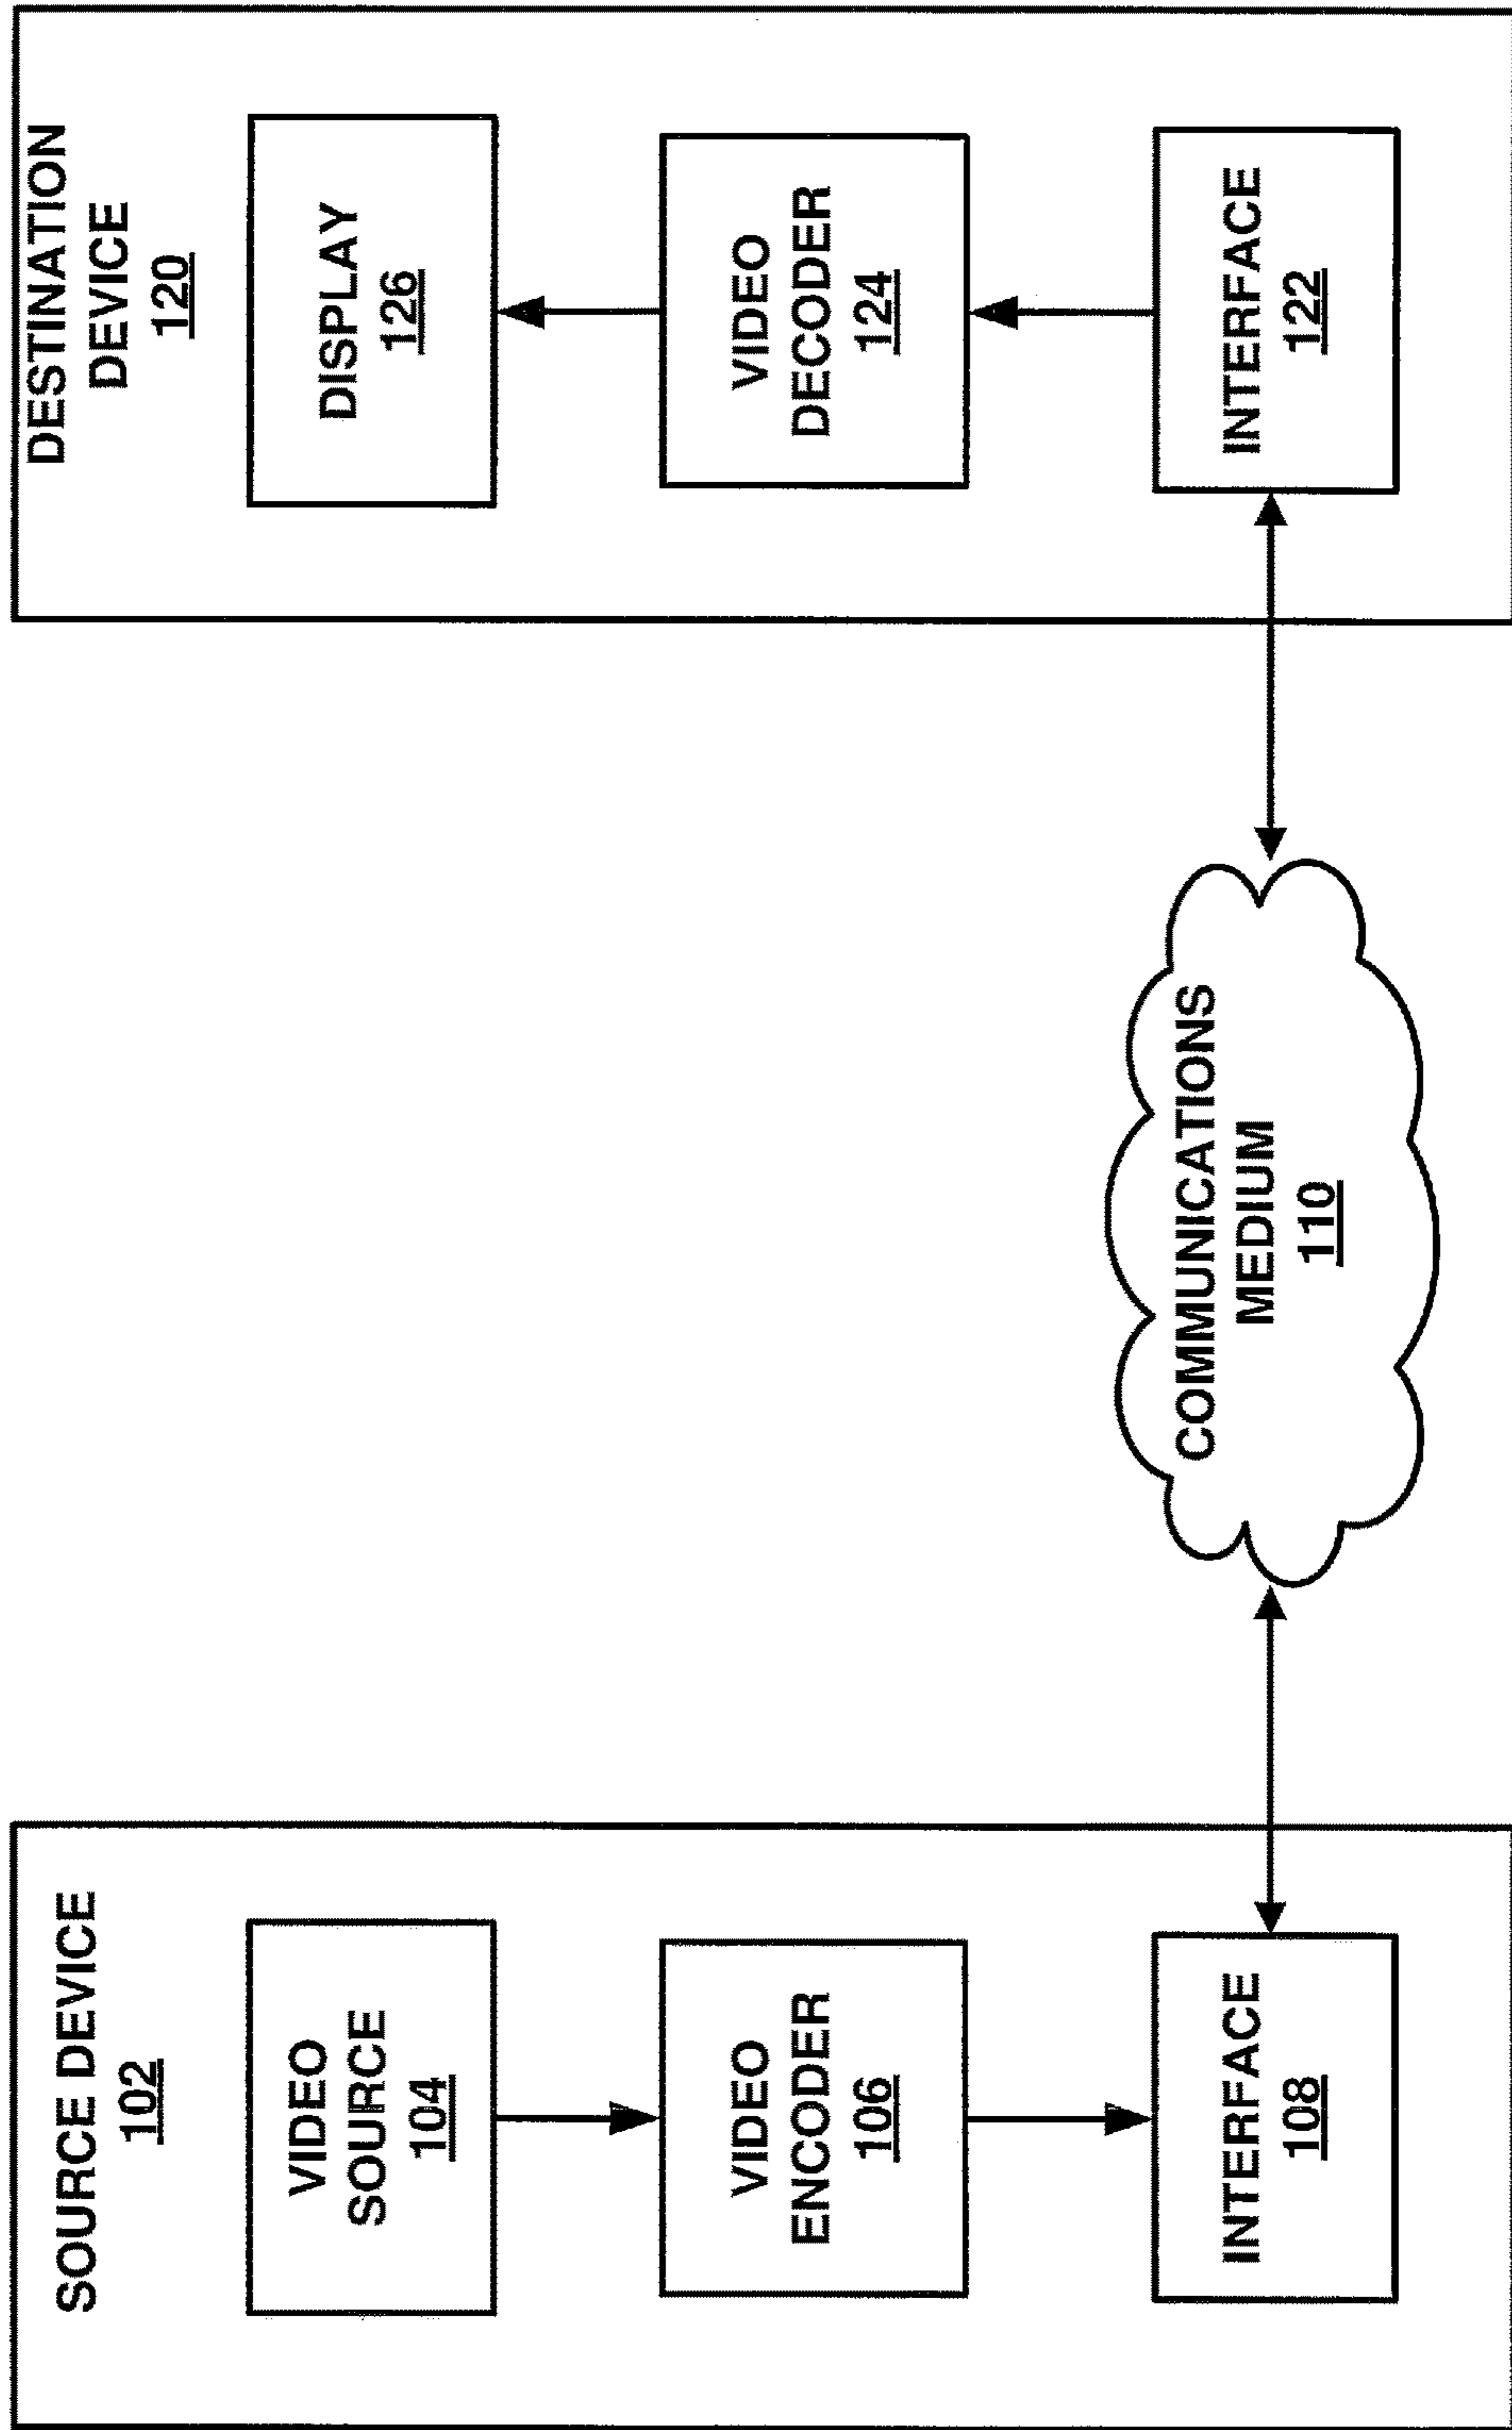 SOURCE DEVICE
102
VIDEO
SOURCE
104
VIDEO
ENCODER
106
INTERFACE
108
COMMUNICATIONS
MEDIUM
110
DESTINATION
DEVICE
120
DISPLAY
126
VIDEO
DECODER
124
INTERFACE
122